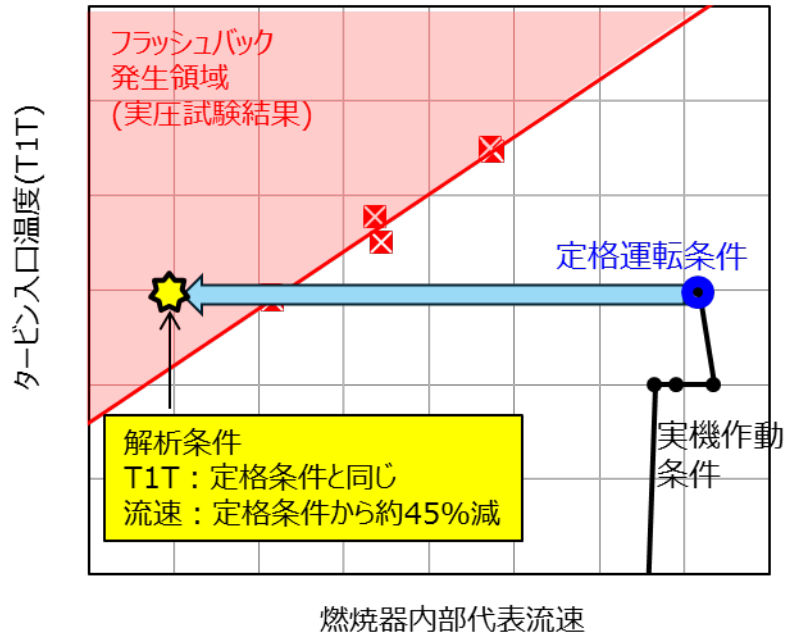 フラッシュバック
発生領域
(実圧試験結果)
タービン入口温度(T1T)
定格運転条件
実機作動
条件
解析条件
T1T：定格条件と同じ
流速：定格条件から約45%減
燃焼器内部代表流速